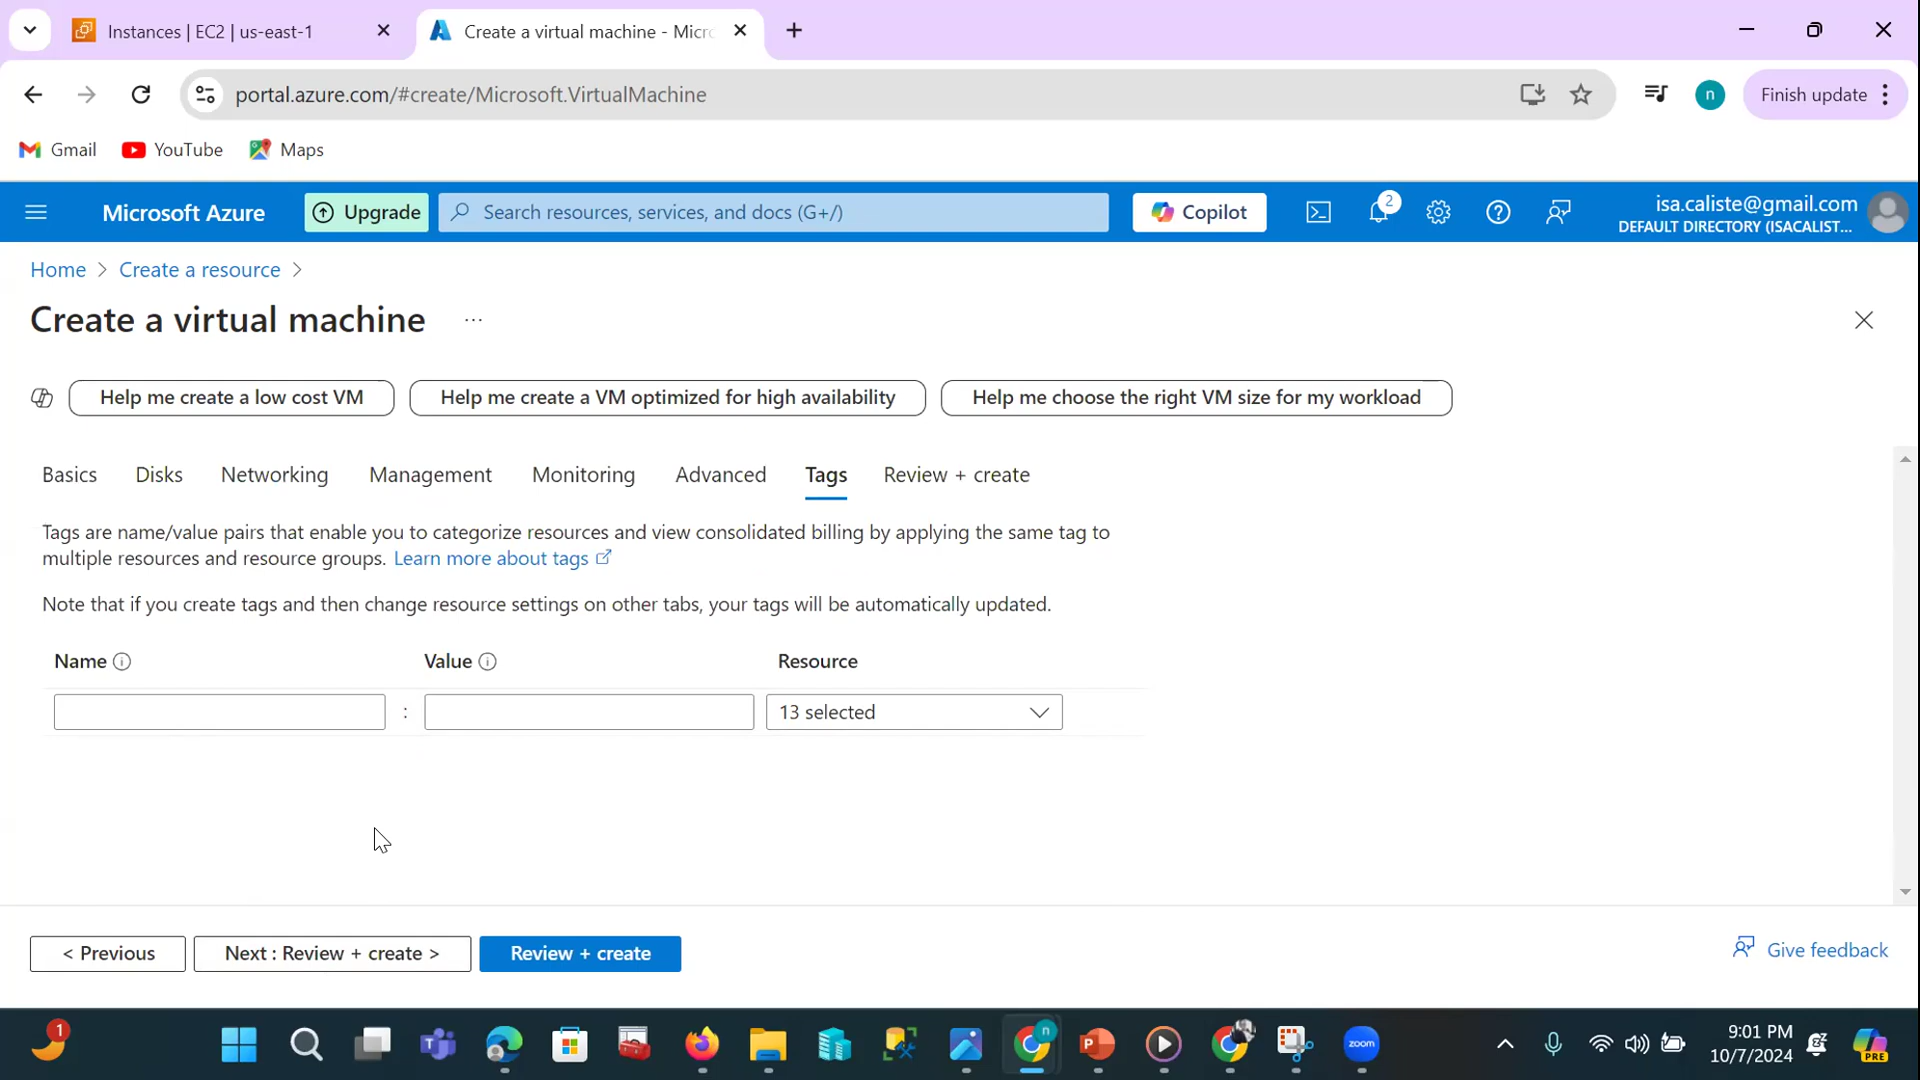 Instances | EC2 | us-east-1
Create a virtual machine - Micro
portal.azure.com/#create/Microsoft.VirtualMachine
n
Finish update
Gmail
YouTube
Maps
Microsoft Azure
Upgrade
Search resources, services, and docs (G+/)
Copilot
2
isa.caliste@gmail.com
DEFAULT DIRECTORY (ISACALIST...
Home > Create a resource >
Create a virtual machine ...
Help me create a low cost VM
Help me create a VM optimized for high availability
Help me choose the right VM size for my workload
Basics
Disks
Networking
Management
Monitoring
Advanced
Tags
Review + create
Tags are name/value pairs that enable you to categorize resources and view consolidated billing by applying the same tag to
multiple resources and resource groups. Learn more about tags
Note that if you create tags and then change resource settings on other tabs, your tags will be automatically updated.
Name
Value
Resource
:
13 selected
< Previous
Next : Review + create >
Review + create
Give feedback
1
n
zoom
9:01 PM
10/7/2024
PRE